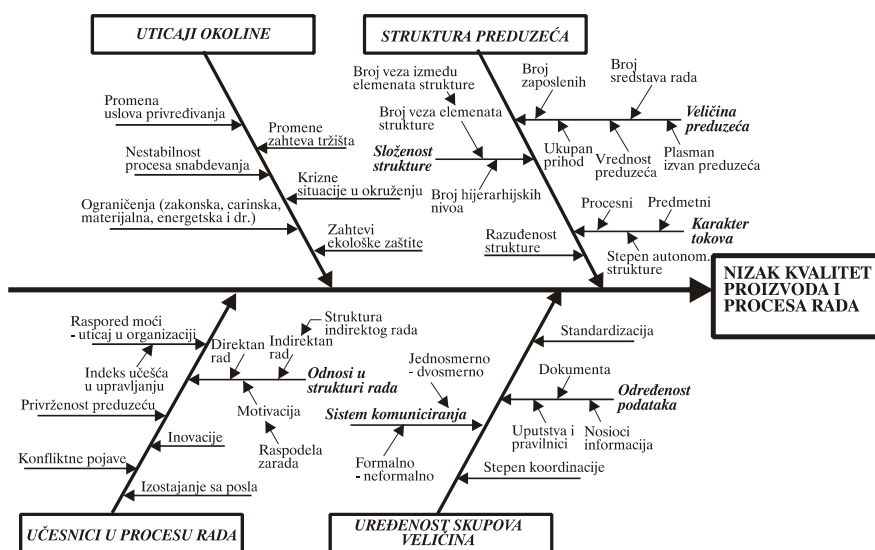 UTICAJI OKOLINE
STRUKTURA PREDUZEĆA
Promena
uslova privređivanja
Promene
zahteva tržišta
Nestabilnost
procesa snabdevanja
Krizne
situacije u okruženju
Ograničenja (zakonska, carinska,
materijalna, energetska i dr.)
Zahtevi
ekološke zaštite
Broj veza između
elemenata strukture
Broj veza elemenata
strukture
Složenost
strukture
Broj hijerarhijskih
nivoa
Razuđenost
strukture
Broj
zaposlenih
Broj
sredstava rada
Veličina
preduzeća
Ukupan
prihod
Vrednost
preduzeća
Plasman
izvan preduzeća
Procesni
Predmetni
Karakter
tokova
Stepen autonom.
strukture
NIZAK KVALITET
PROIZVODA I
PROCESA RADA
Raspored moći
- uticaj u organizaciji
Indeks učešća
u upravljanju
Direktan
rad
Indirektan
rad
Struktura
indirektog rada
Odnosi u
strukturi rada
Motivacija
Raspodela
zarada
Privrženost preduzeću
Inovacije
Konfliktne pojave
Izostajanje sa posla
Standardizacija
Jednosmerno
- dvosmerno
Sistem komuniciranja
Formalno
- neformalno
Dokumenta
Određenost
podataka
Uputstva i
pravilnici
Nosioci
informacija
Stepen koordinacije
UČESNICI U PROCESU RADA
UREĐENOST SKUPOVA
VELIČINA